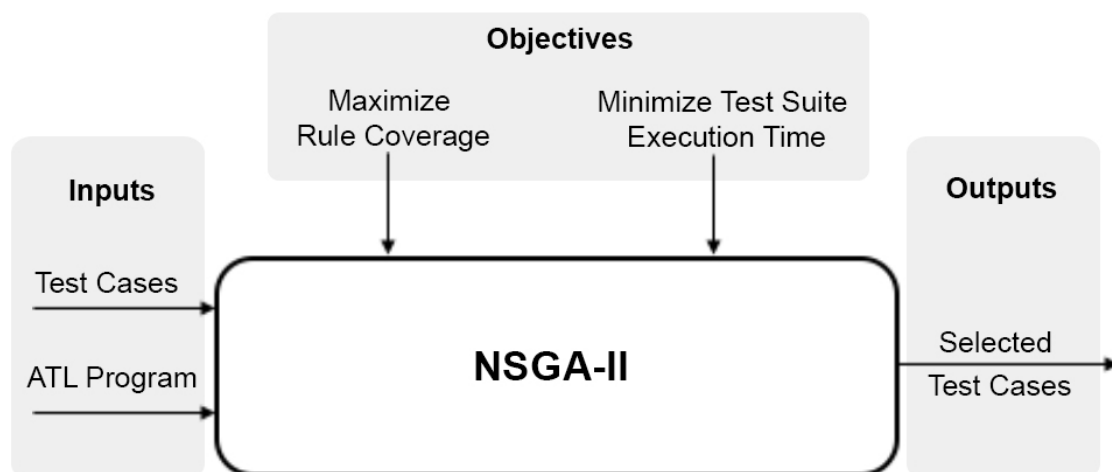 Objectives
Maximize
Rule Coverage
Minimize Test Suite
Execution Time
Inputs
Test Cases
ATL Program
NSGA-II
Outputs
Selected
Test Cases